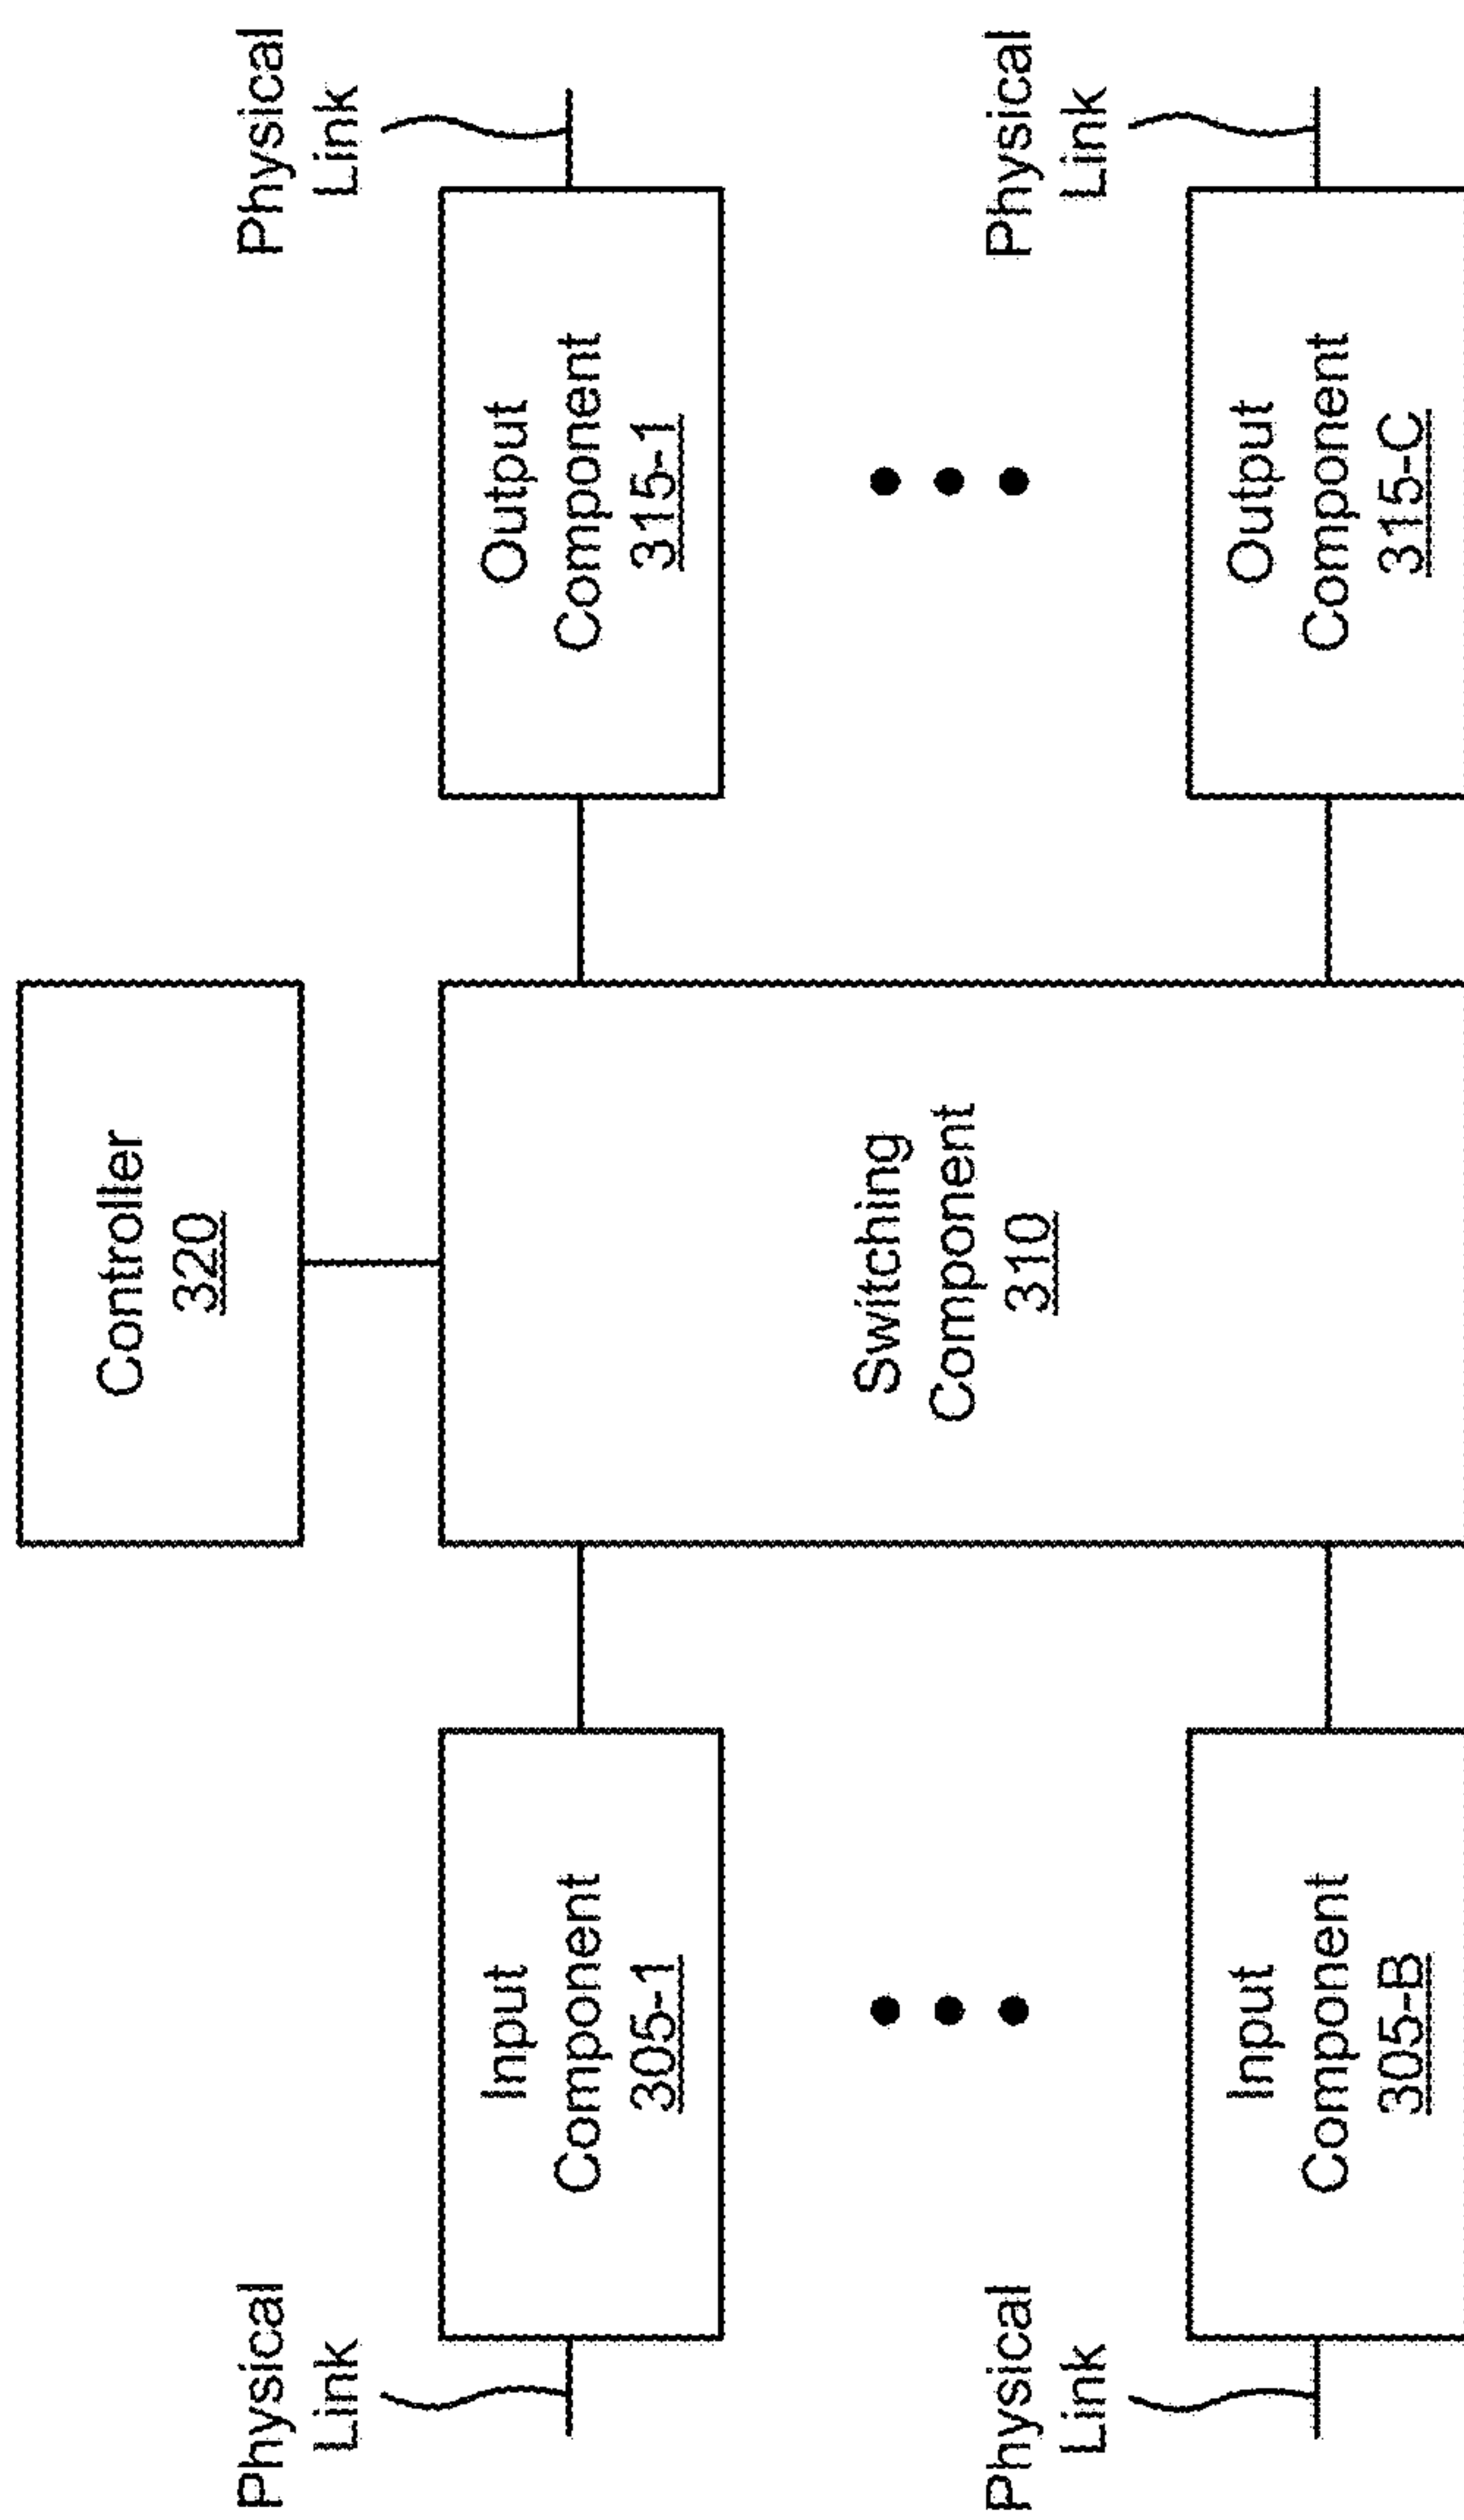 Controller
320
Physical
Link
Physical
Link
Input
Component
305-1
Switching
Component
310
Output
Component
315-1
Physical
Link
Physical
Link
Input
Component
305-B
Output
Component
315-C